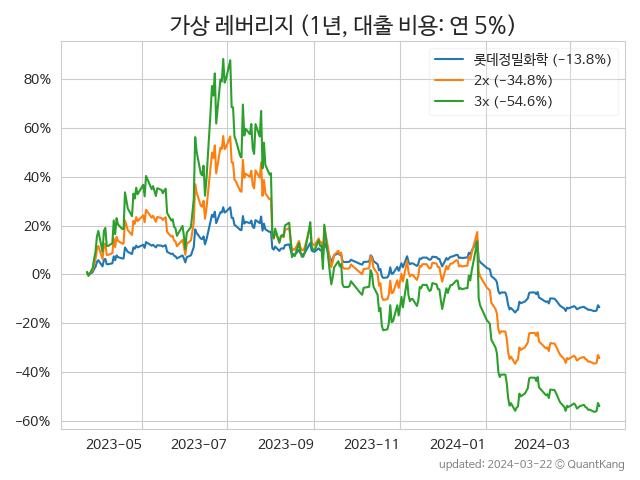 가상 레버리지 (1년, 대출 비용: 연 5%)
롯데정밀화학 (−13.8%)
2x (−34.8%)
3x (−54.6%)
80%
60%
40%
20%
0%
−20%
−40%
−60%
2023-05
2023-07
2023-09
2023-11
2024-01
2024-03
updated: 2024-03-22 © QuantKang